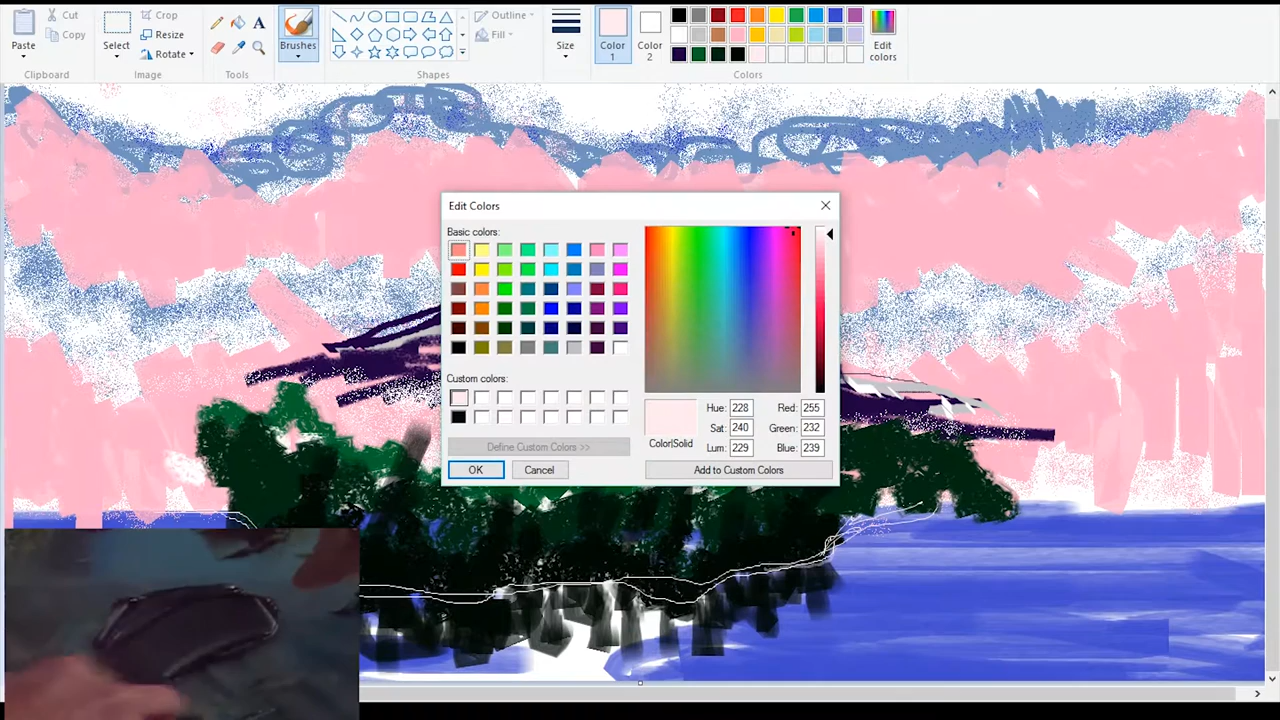 Paste
Cut
Copy
Clipboard
Select
Crop
Resize
Rotate
Image
A
Tools
Brushes
Shapes
Outline
Fill
Size
Color
1
Color
2
Colors
Edit
colors
Edit Colors
Basic colors:
Custom colors:
Define Custom Colors >>
OK
Cancel
Color|Solid
Hue: 228
Sat: 240
Lum: 229
Red: 255
Green: 232
Blue: 239
Add to Custom Colors